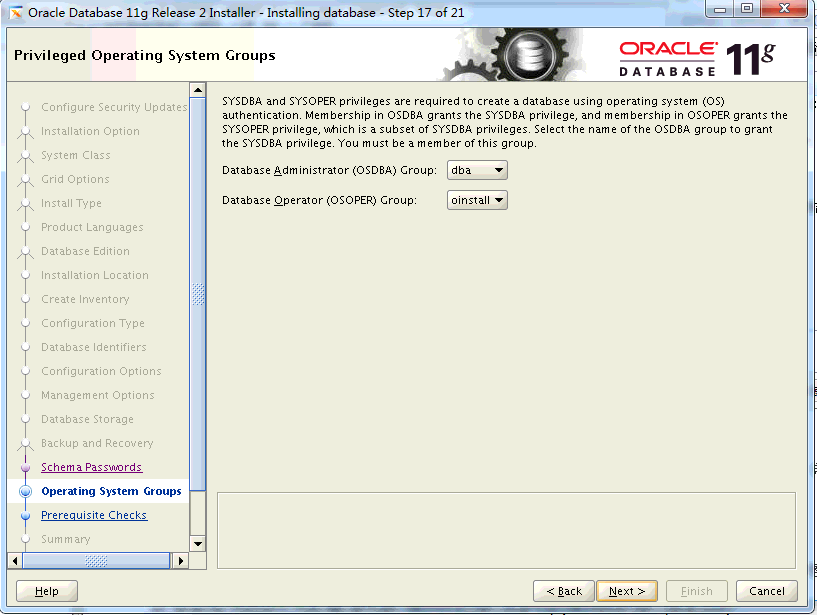 Oracle Database 11g Release 2 Installer - Installing database - Step 17 of 21
Privileged Operating System Groups
ORACLE
DATABASE
11g
Configure Security Updates
Installation Option
System Class
Grid Options
Install Type
Product Languages
Database Edition
Installation Location
Create Inventory
Configuration Type
Database Identifiers
Configuration Options
Management Options
Database Storage
Backup and Recovery
Schema Passwords
Operating System Groups
Prerequisite Checks
Summary
SYSDBA and SYSOPER privileges are required to create a database using operating system (OS)
authentication. Membership in OSDBA grants the SYSDBA privilege, and membership in OSOPER grants the
SYSOPER privilege, which is a subset of SYSDBA privileges. Select the name of the OSDBA group to grant
the SYSDBA privilege. You must be a member of this group.
Database Administrator (OSDBA) Group: dba
Database Operator (OSOPER) Group: oinstall
Help
< Back
Next >
Finish
Cancel